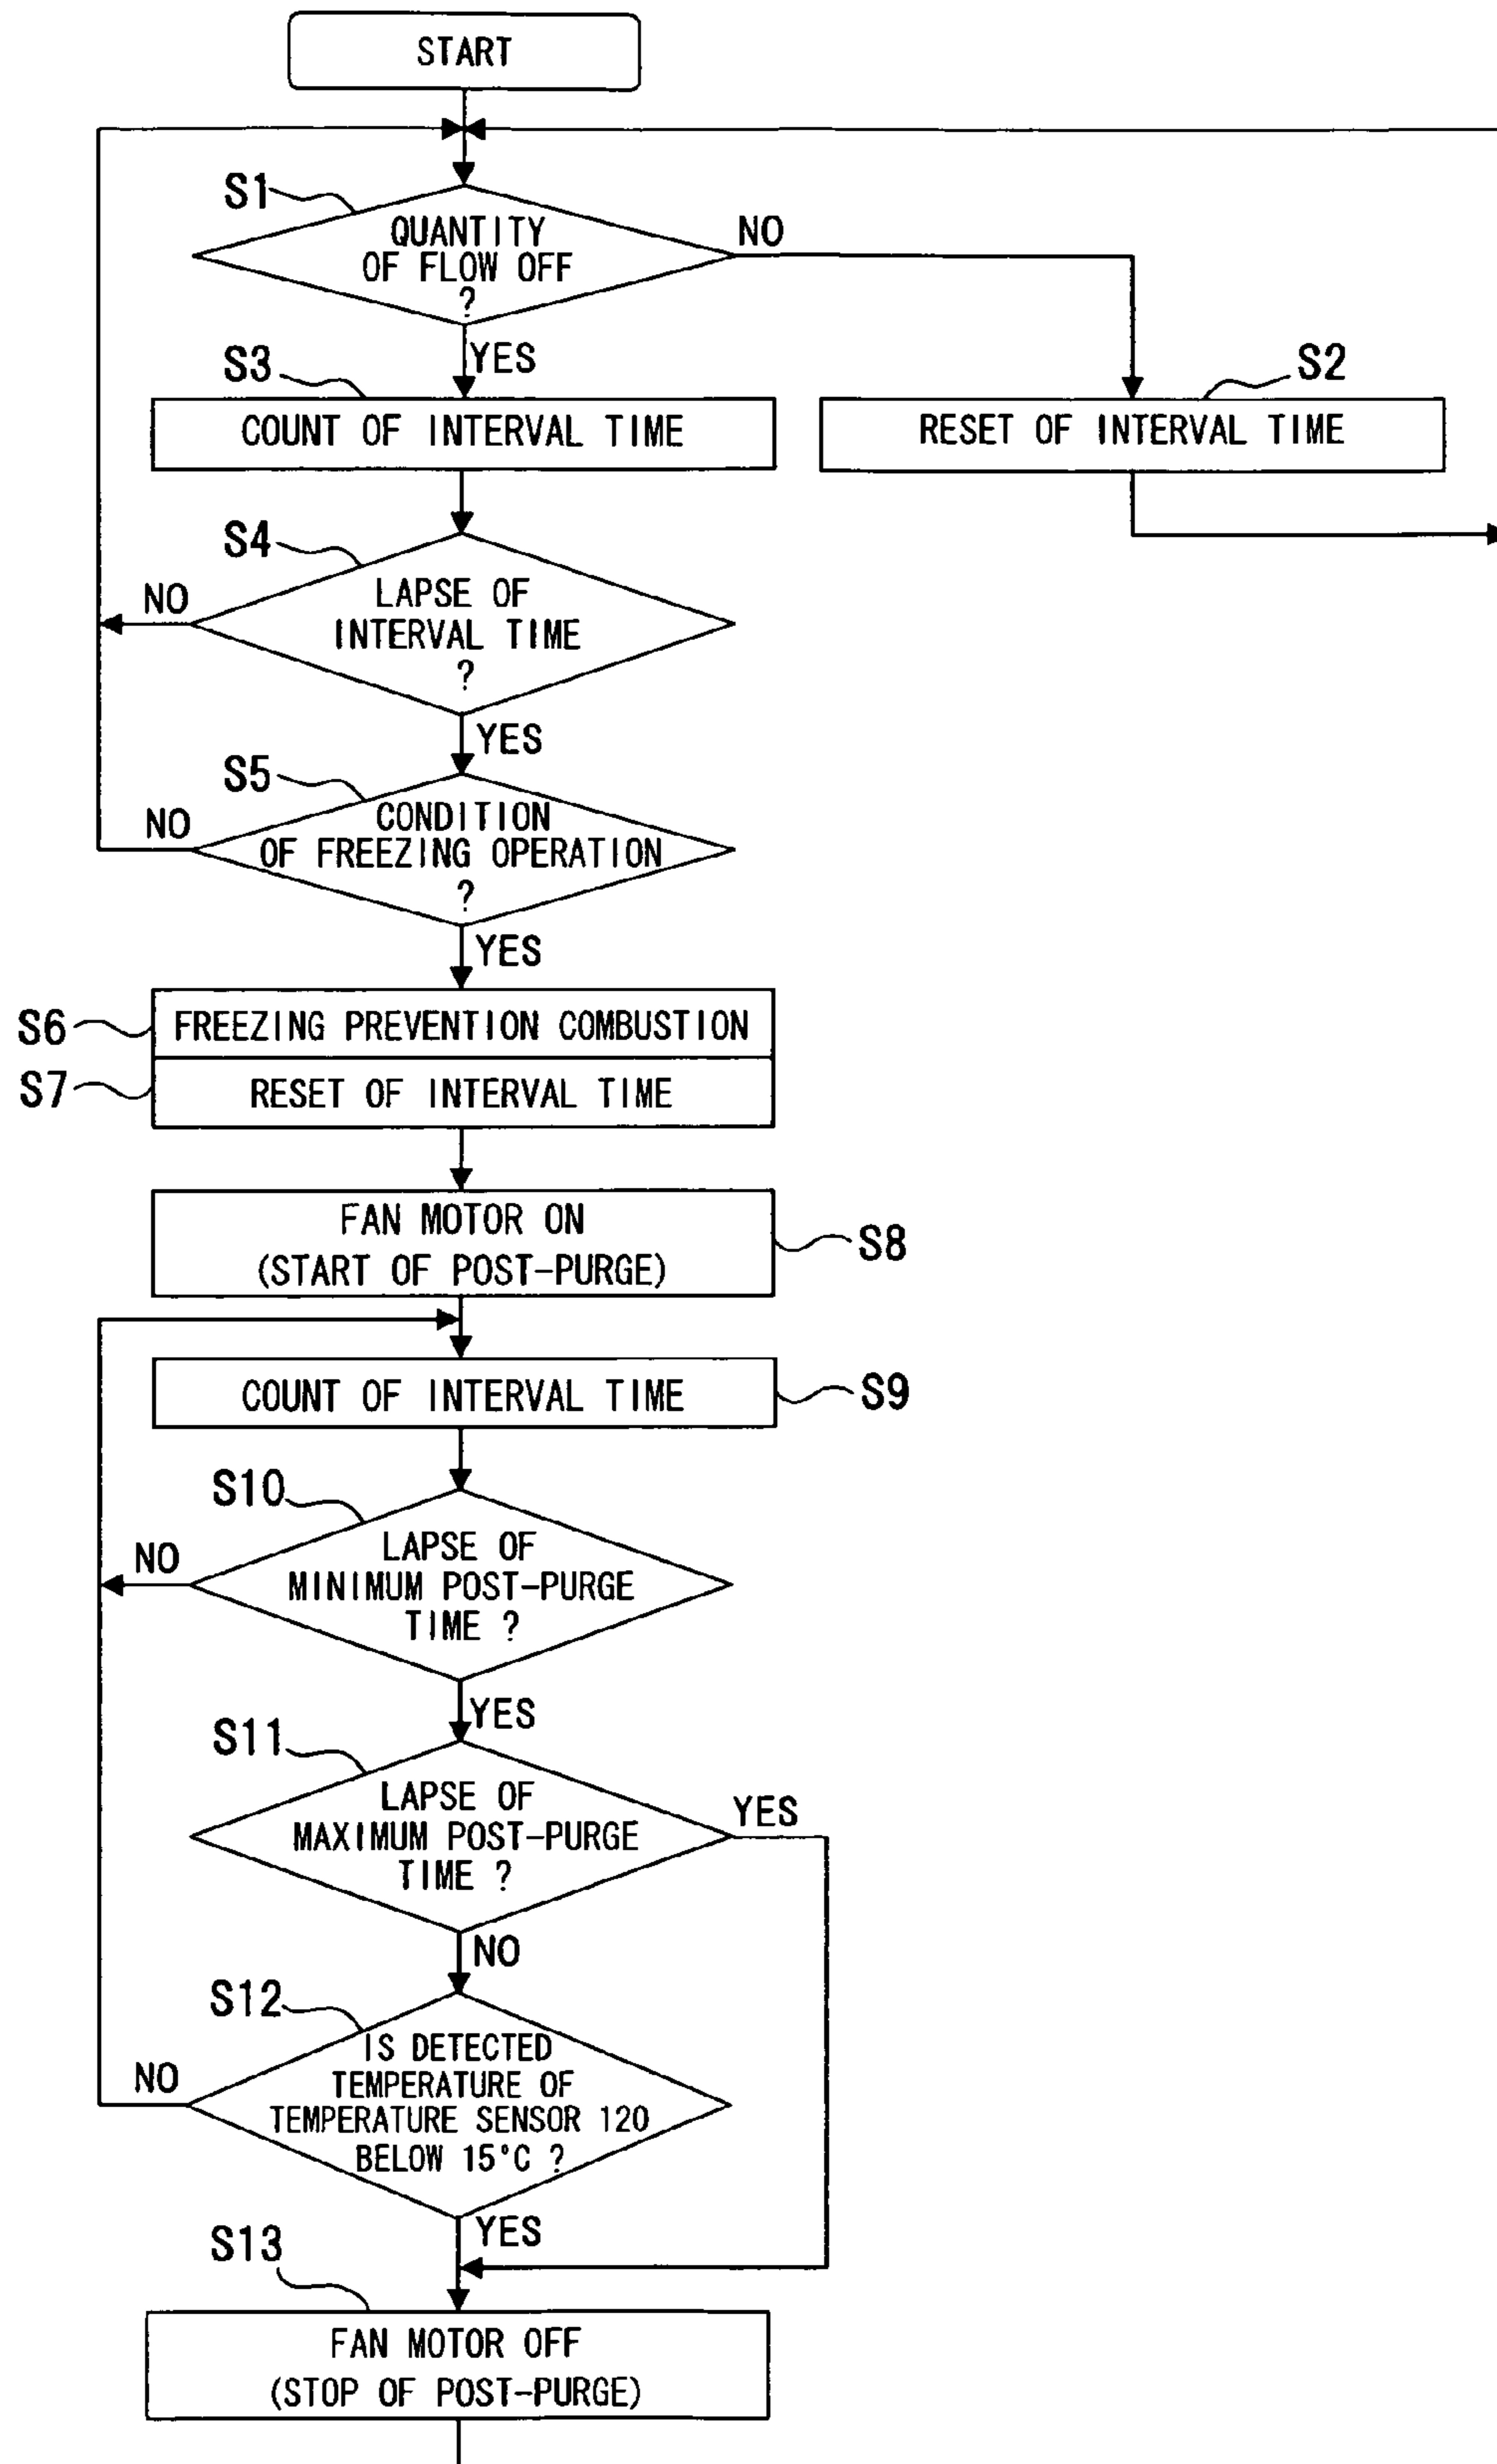 START
S1
QUANTITY
OF FLOW OFF
?
NO
YES
S3
COUNT OF INTERVAL TIME
S2
RESET OF INTERVAL TIME
S4
LAPSE OF
INTERVAL TIME
?
NO
YES
S5
CONDITION
OF FREEZING OPERATION
?
NO
YES
S6
FREEZING PREVENTION COMBUSTION
S7
RESET OF INTERVAL TIME
FAN MOTOR ON
(START OF POST-PURGE)
S8
COUNT OF INTERVAL TIME
S9
S10
LAPSE OF
MINIMUM POST-PURGE
TIME ?
NO
YES
S11
LAPSE OF
MAXIMUM POST-PURGE
TIME ?
YES
NO
S12
IS DETECTED
TEMPERATURE OF
TEMPERATURE SENSOR 120
BELOW 15°C ?
NO
YES
S13
FAN MOTOR OFF
(STOP OF POST-PURGE)